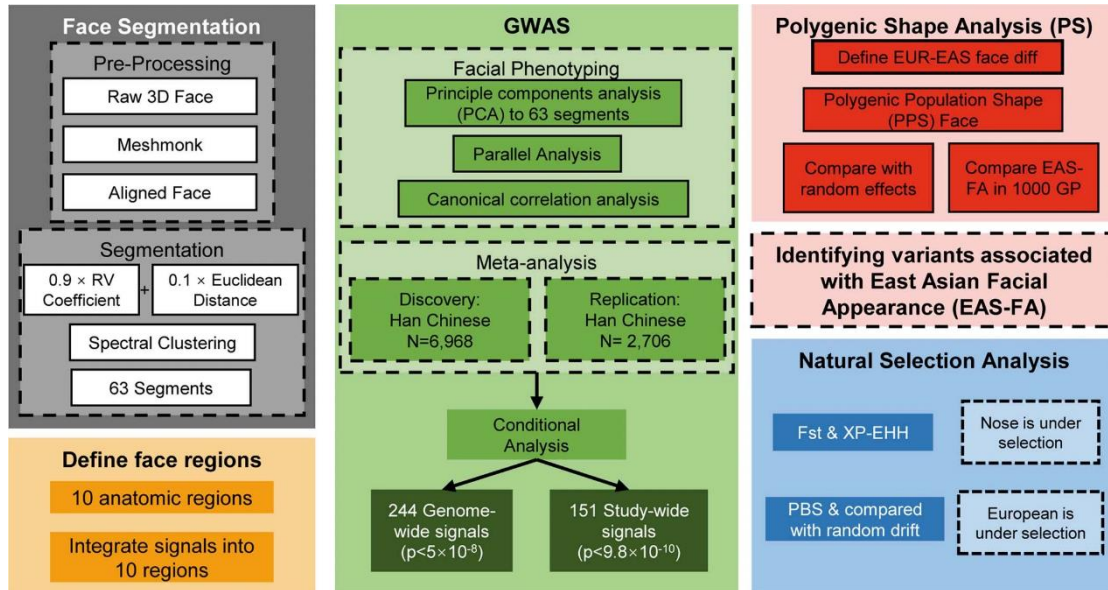 Face Segmentation
Pre-Processing
Raw 3D Face
Meshmonk
Aligned Face
Segmentation
0.9 × RV
Coefficient
+
0.1 × Euclidean
Distance
Spectral Clustering
63 Segments
Define face regions
10 anatomic regions
Integrate signals into
10 regions
GWAS
Facial Phenotyping
Principle components analysis
(PCA) to 63 segments
Parallel Analysis
Canonical correlation analysis
Meta-analysis
Discovery:
Han Chinese
N=6,968
Replication:
Han Chinese
N= 2,706
Conditional
Analysis
244 Genome-
wide signals
(p<5×10⁻⁸)
151 Study-wide
signals
(p<9.8×10⁻¹⁰)
Polygenic Shape Analysis (PS)
Define EUR-EAS face diff
Polygenic Population Shape
(PPS) Face
Compare with
random effects
Compare EAS-
FA in 1000 GP
Identifying variants associated
with East Asian Facial
Appearance (EAS-FA)
Natural Selection Analysis
Fst & XP-EHH
Nose is under
selection
PBS & compared
with random drift
European is
under selection